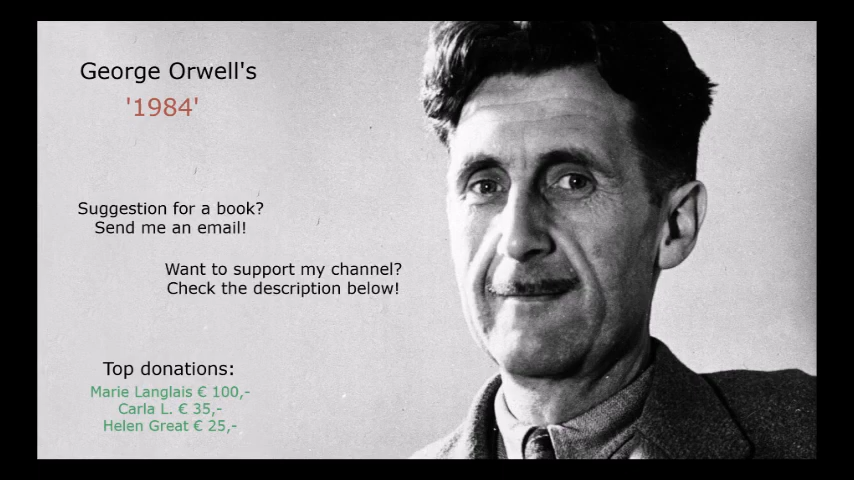 George Orwell's
'1984'
Suggestion for a book?
Send me an email!
Want to support my channel?
Check the description below!
Top donations:
Marie Langlais € 100,-
Carla L. € 35,-
Helen Great € 25,-